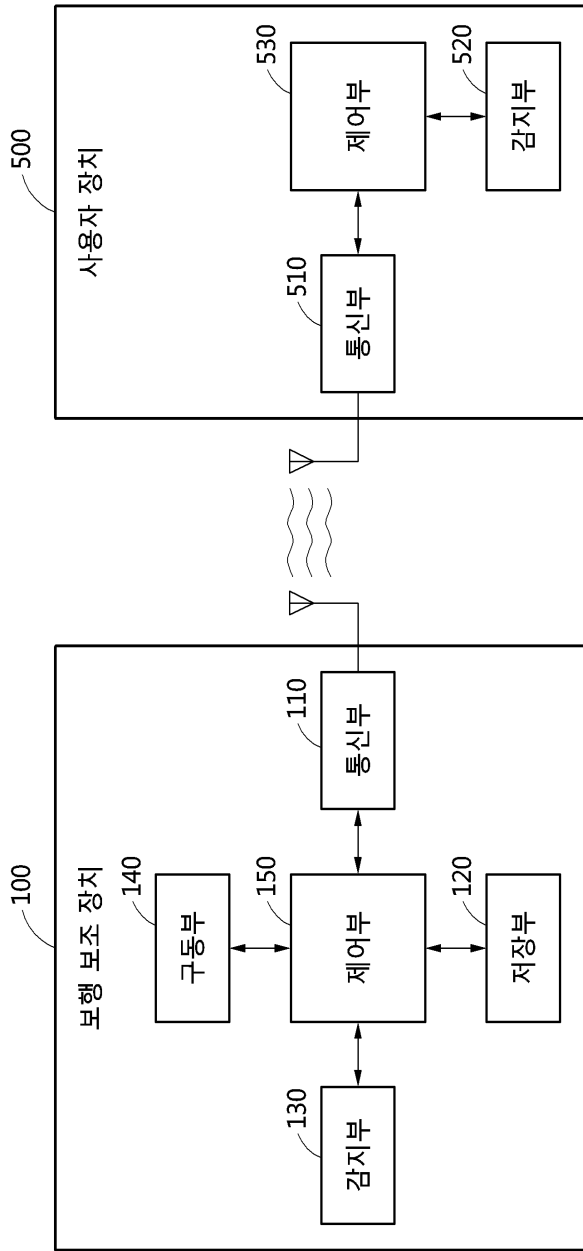 100
보행 보조 장치
140
구동부
130
감지부
150
제어부
110
통신부
120
저장부
500
사용자 장치
510
통신부
530
제어부
520
감지부